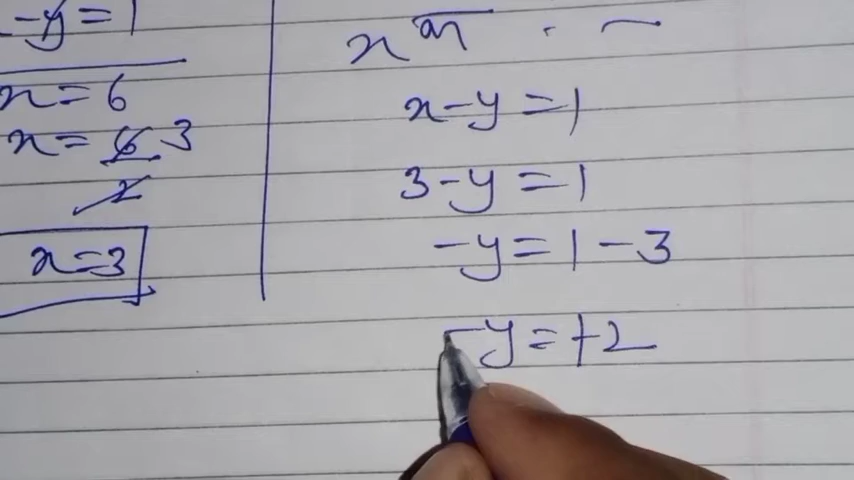 -y=1
x=6
x= 6 3
2
x=3
x
x-y=1
3-y=1
-y=1-3
-y=+2